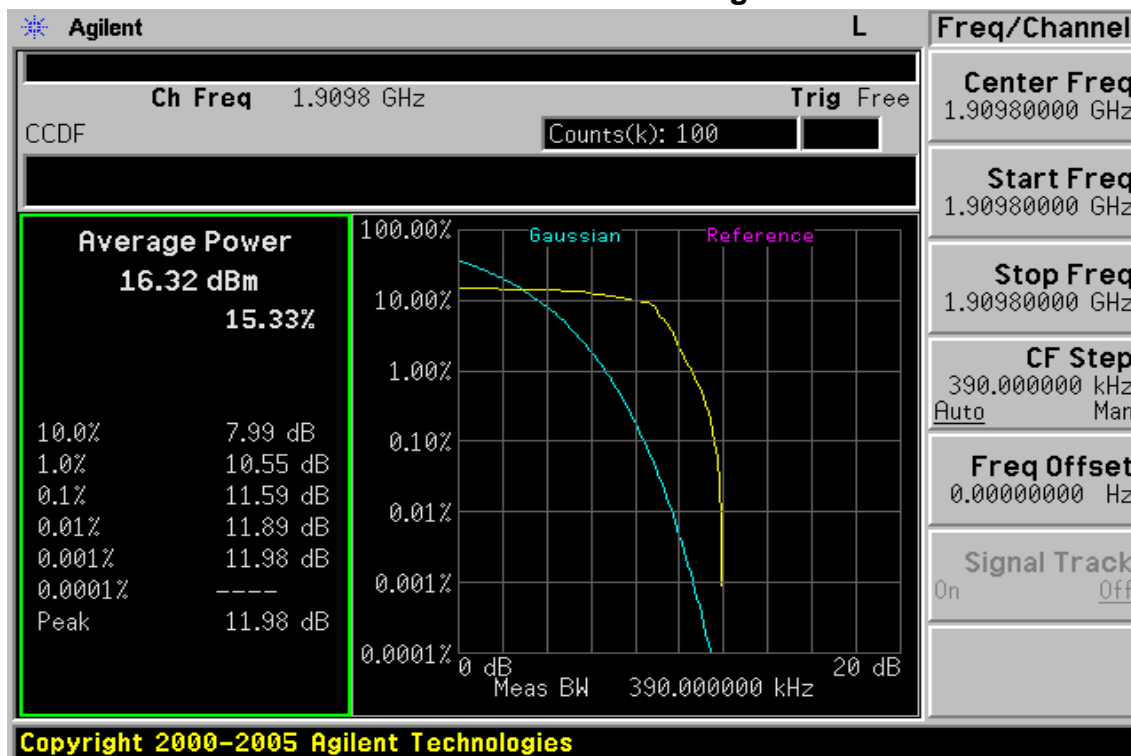 Agilent
L
Ch Freq 1.9098 GHz
Trig Free
CCDF
Counts(k): 100
Average Power
16.32 dBm
15.33%
10.0% 7.99 dB
1.0% 10.55 dB
0.1% 11.59 dB
0.01% 11.89 dB
0.001% 11.98 dB
0.0001% ----
Peak 11.98 dB
100.00%
10.00%
1.00%
0.10%
0.01%
0.001%
0.0001%
Gaussian
Reference
0 dB
20 dB
Meas BW 390.000000 kHz
Freq/Channel
Center Freq
1.90980000 GHz
Start Freq
1.90980000 GHz
Stop Freq
1.90980000 GHz
CF Step
390.000000 kHz
Auto Man
Freq Offset
0.00000000 Hz
Signal Track
On Off
Copyright 2000-2005 Agilent Technologies